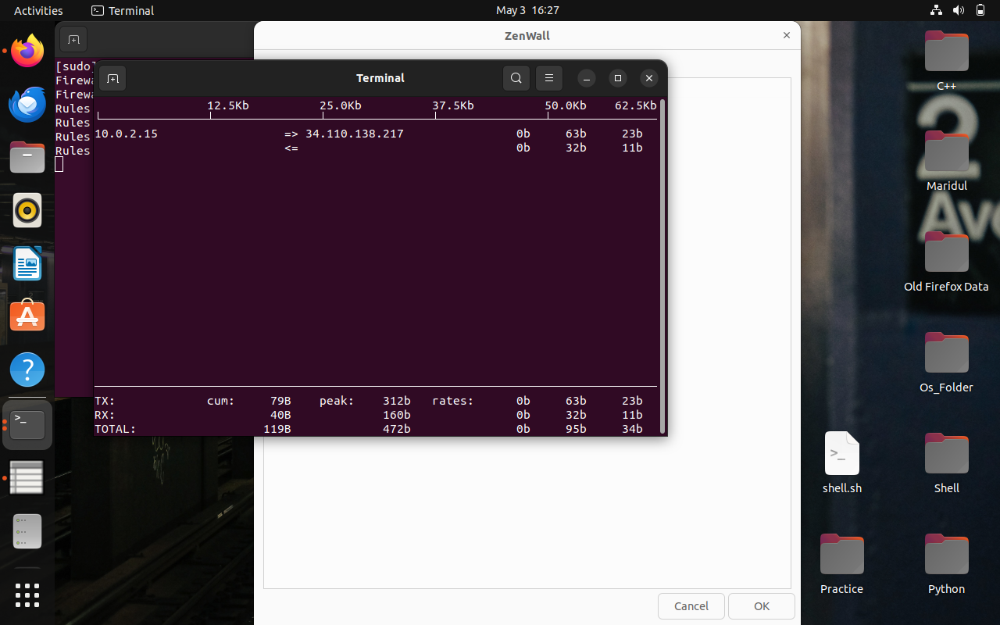 Activities Terminal May 3 16:27
ZenWall
Terminal
[sudo]
Firewa
Firewa
Rules
Rules
Rules
Rules
12.5Kb 25.0Kb 37.5Kb 50.0Kb 62.5Kb
10.0.2.15 => 34.110.138.217 0b 63b 23b
<= 0b 32b 11b
TX: cum: 79B peak: 312b rates: 0b 63b 23b
RX: 40B 160b 0b 32b 11b
TOTAL: 119B 472b 0b 95b 34b
Cancel OK
C++
2
Ave
Maridul
Old Firefox Data
Os_Folder
shell.sh Shell
Practice Python